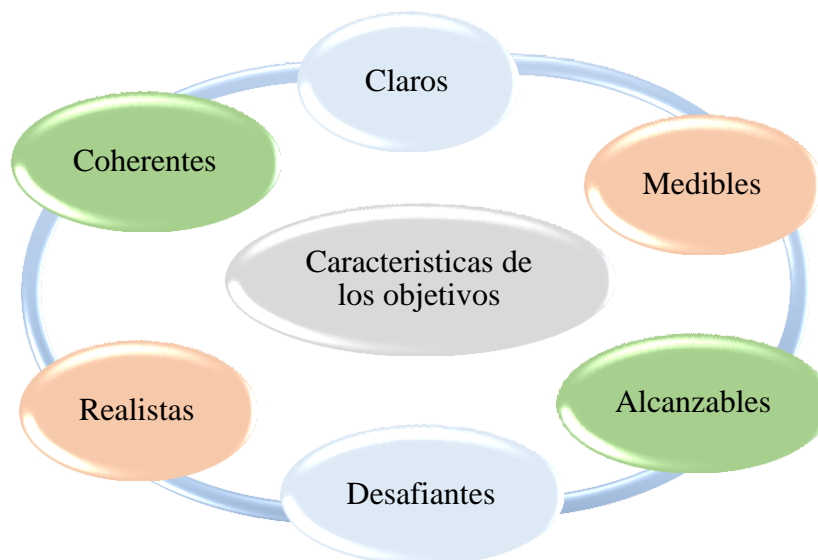 Claros
Coherentes
Medibles
Caracteristicas de
los objetivos
Realistas
Alcanzables
Desafiantes